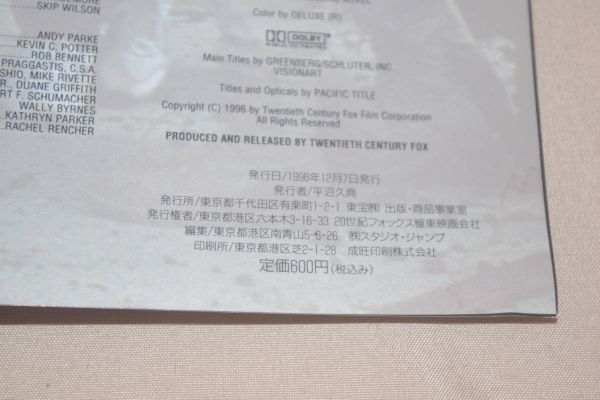 SKIP WILSON
ANDY PARKE
KEVIN C. POTTER
ROB BENNETT
PRAGGASTIS, C.S.A.
SHIO, MIKE RIVETTE
R., DUANE GRIFFITH
RT F. SCHUMACHER
WALLY BYRNES
KATHRYN PARKER
RACHEL RENCHER
Color by DELUXE (R)
DOLBY
Main Titles by GREENBERG/SCHLUTER, INC.
VISIONART
Titles and Opticals by PACIFIC TITLE
Copyright (C) 1996 by Twentieth Century Fox Film Corporation
All Rights Reserved
PRODUCED AND RELEASED BY TWENTIETH CENTURY FOX
発行日/1996年12月7日発行
発行者/平沼久典
発行所/東京都千代田区有楽町1-2-1 東宝㈱ 出版・商品事業室
発行権者/東京都港区六本木3-16-33 20世紀フォックス極東映画会社
編集/東京都港区南青山5-6-26 ㈱スタジオ・ジャンプ
印刷所/東京都港区芝2-1-28 成旺印刷株式会社
定価600円(税込み)